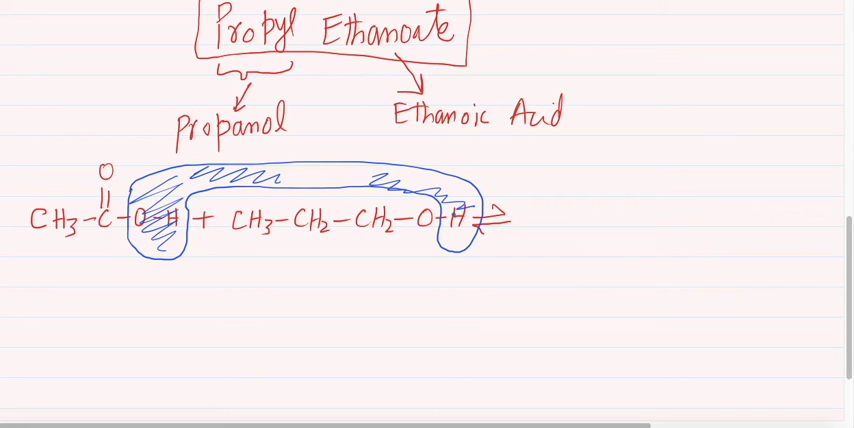 Propyl Ethanoate
Propanol Ethanoic Acid
O
||
CH3-C-O-H + CH3-CH2-CH2-O-H ⇌